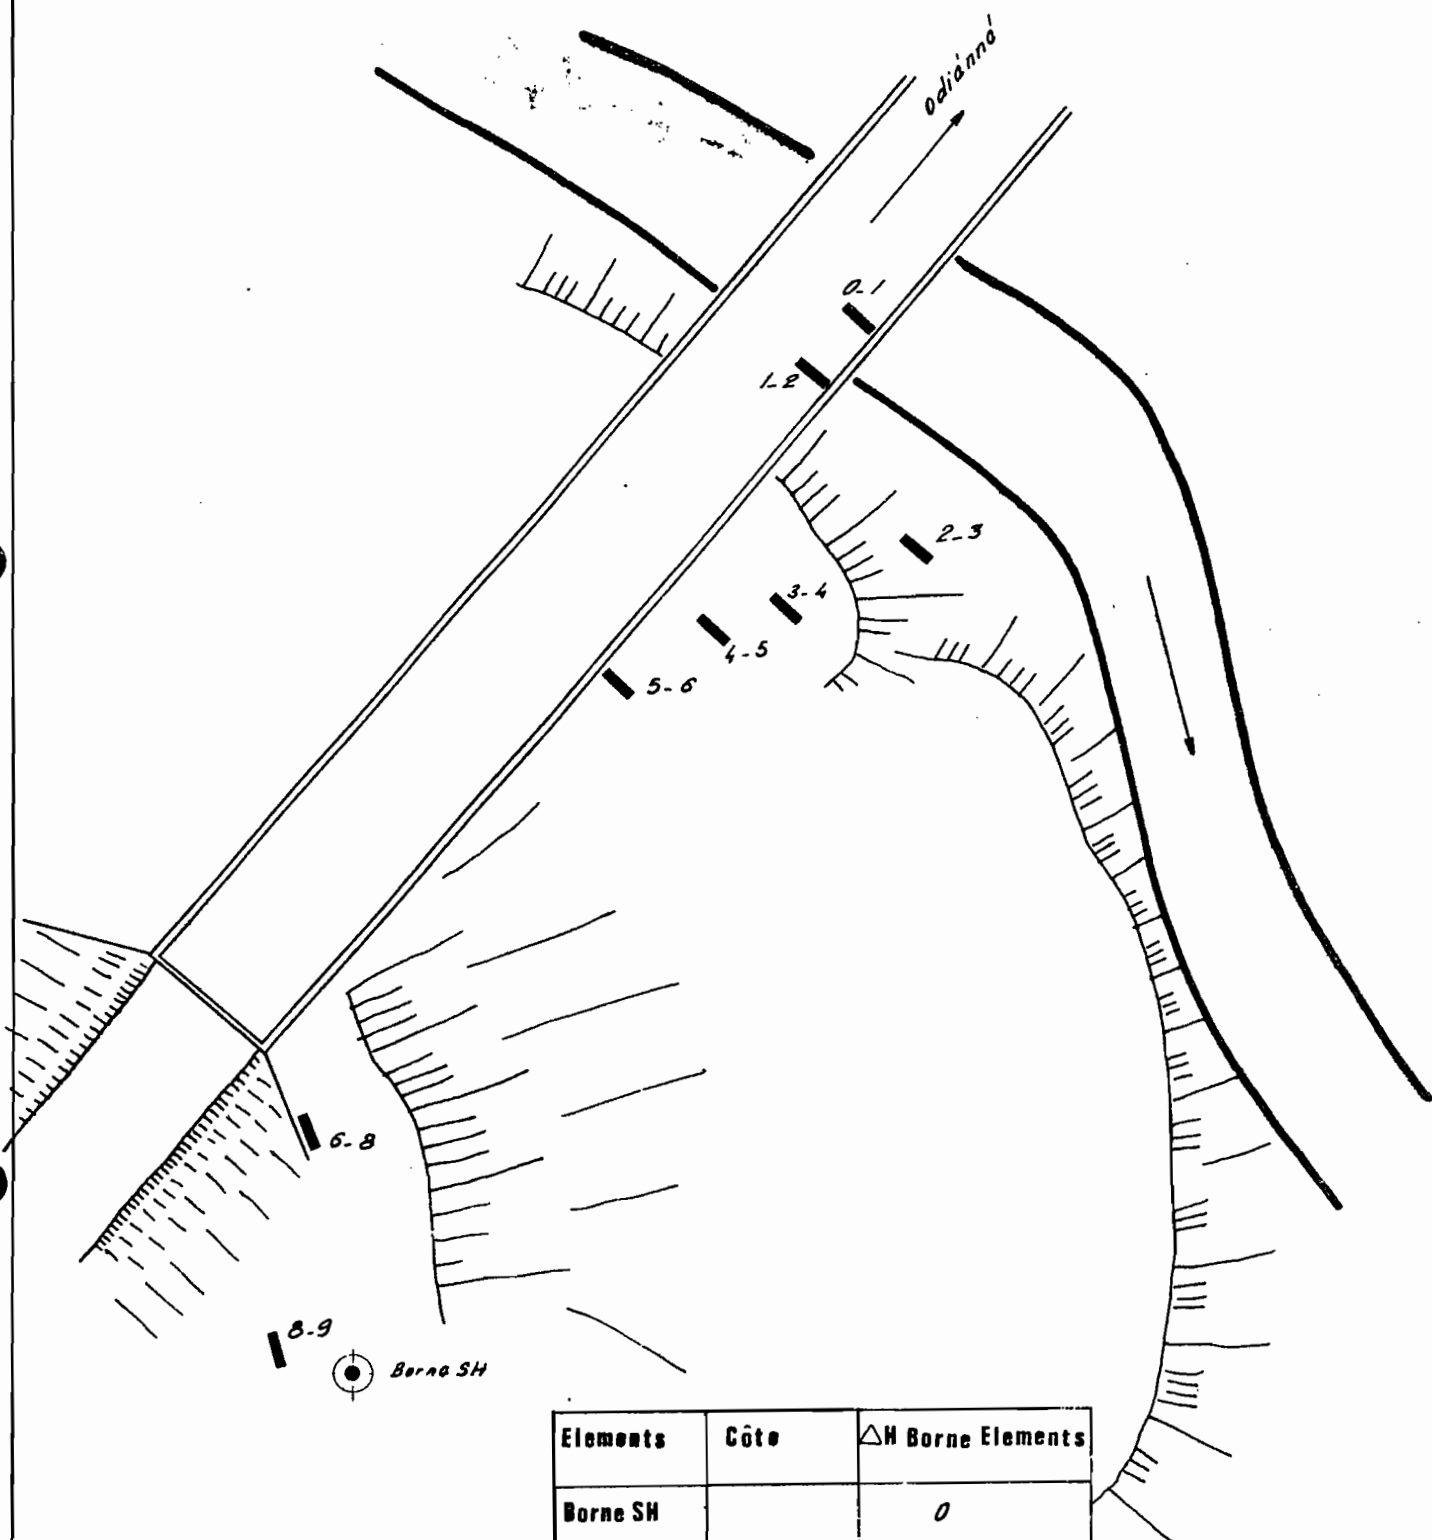 Odiénné
0-1
1-2
2-3
3-4
4-5
5-6
6-8
8-9
Borne SH
Elements Côte △H Borne Elements
Borne SH 0